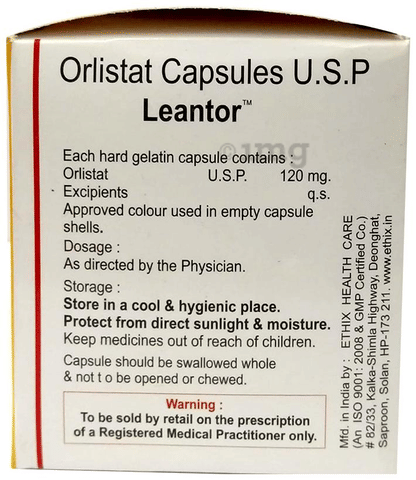 Orlistat Capsules U.S.P
Leantor™
1mg
Each hard gelatin capsule contains :
Orlistat U.S.P. 120 mg.
Excipients q.s.
Approved colour used in empty capsule
shells.
Dosage :
As directed by the Physician.
Storage :
Store in a cool & hygienic place.
Protect from direct sunlight & moisture.
Keep medicines out of reach of children.
Capsule should be swallowed whole
& not t o be opened or chewed.
Warning :
To be sold by retail on the prescription
of a Registered Medical Practitioner only.
Mfd. in India by : ETHIX HEALTH CARE
(An ISO 9001: 2008 & GMP Certified Co.)
# 82/33, Kalka-Shimla Highway, Deonghat,
Saproon, Solan, HP-173 211. www.ethix.in